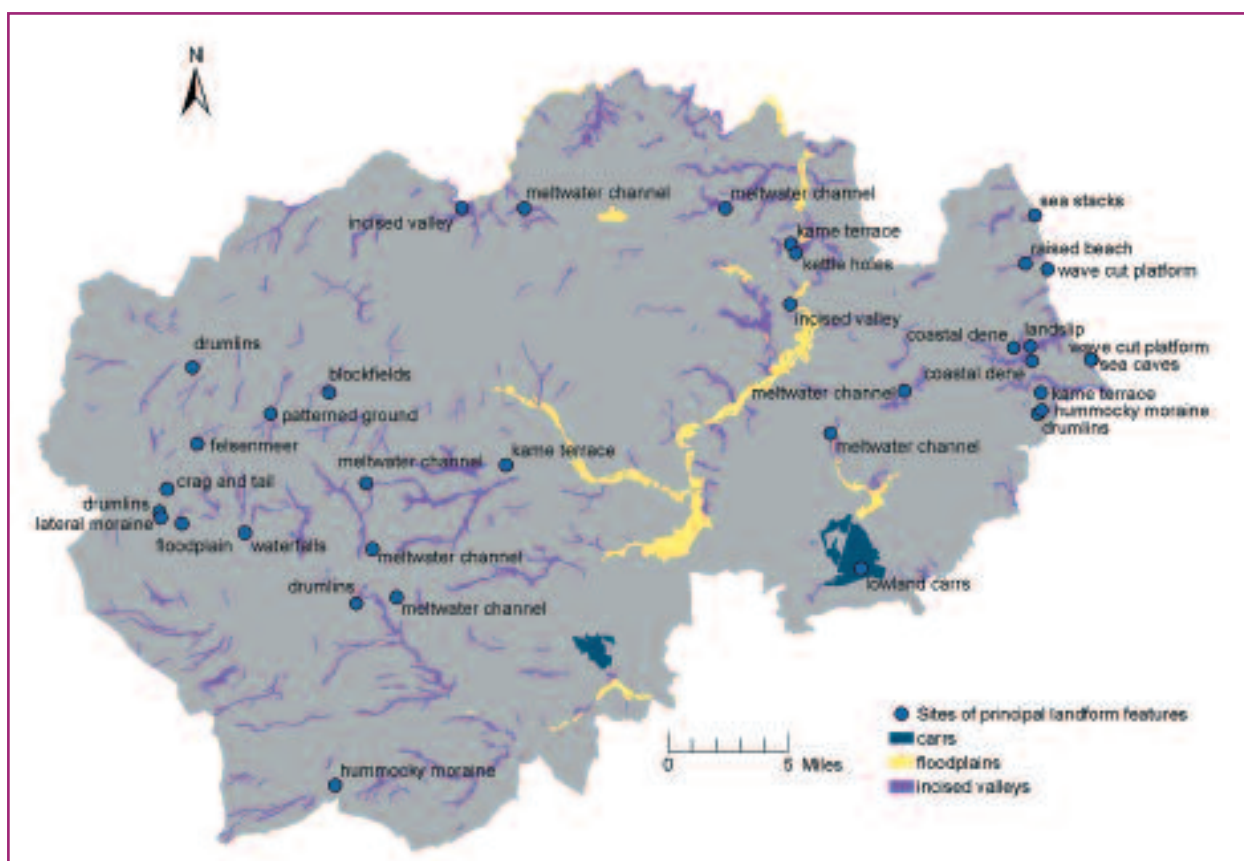 N
meltwater channel
meltwater channel
incised valley
sea stacks
kame terrace
kettle holes
raised beach
wave cut platform
incised valley
coastal dene
landslip
wave cut platform
sea caves
coastal dene
drumlins
blockfields
patterned ground
meltwater channel
kame terrace
hummocky moraine
drumlins
felsenmeer
meltwater channel
kame terrace
meltwater channel
crag and tail
drumlins
lateral moraine
floodplain
waterfalls
meltwater channel
lowland carrs
drumlins
meltwater channel
Sites of principal landform features
carrs
floodplains
incised valleys
0
5
Miles
hummocky moraine